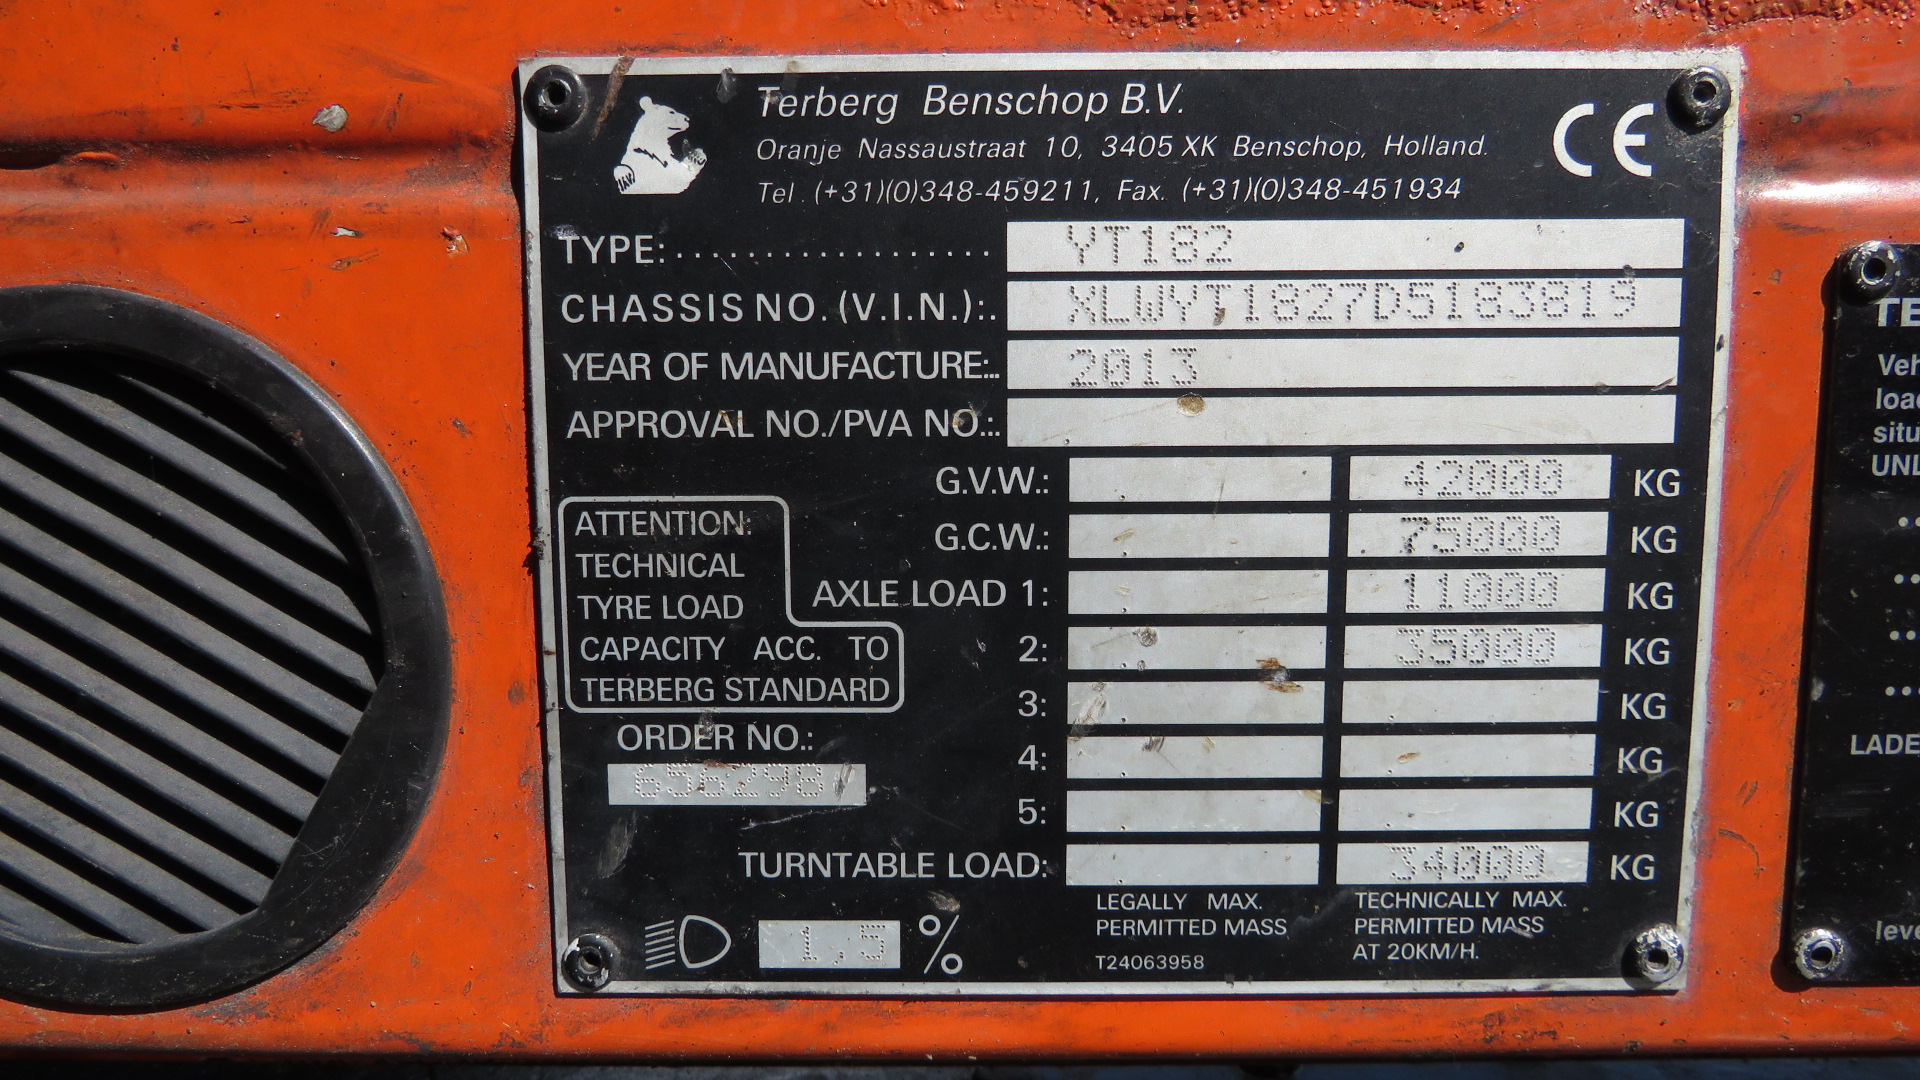 Terberg Benschop B.V.
Oranje Nassaustraat 10, 3405 XK Benschop, Holland.
Tel. (+31)(0)348-459211, Fax. (+31)(0)348-451934
CE
TYPE:.................. YT182
CHASSIS NO. (V.I.N.):. XLWYT1827D5183819
YEAR OF MANUFACTURE:.. 2013
APPROVAL NO./PVA NO.:.
G.V.W.: 42000 KG
G.C.W.: 75000 KG
AXLE LOAD 1: 11000 KG
2: 35000 KG
3: KG
4: KG
5: KG
TURNTABLE LOAD: 34000 KG
ATTENTION:
TECHNICAL
TYRE LOAD
CAPACITY ACC. TO
TERBERG STANDARD
ORDER NO.:
656298
1,5 %
LEGALLY MAX.
PERMITTED MASS
T24063958
TECHNICALLY MAX.
PERMITTED MASS
AT 20KM/H.
TE
Veh
loa
situ
UNL
LADE
leve